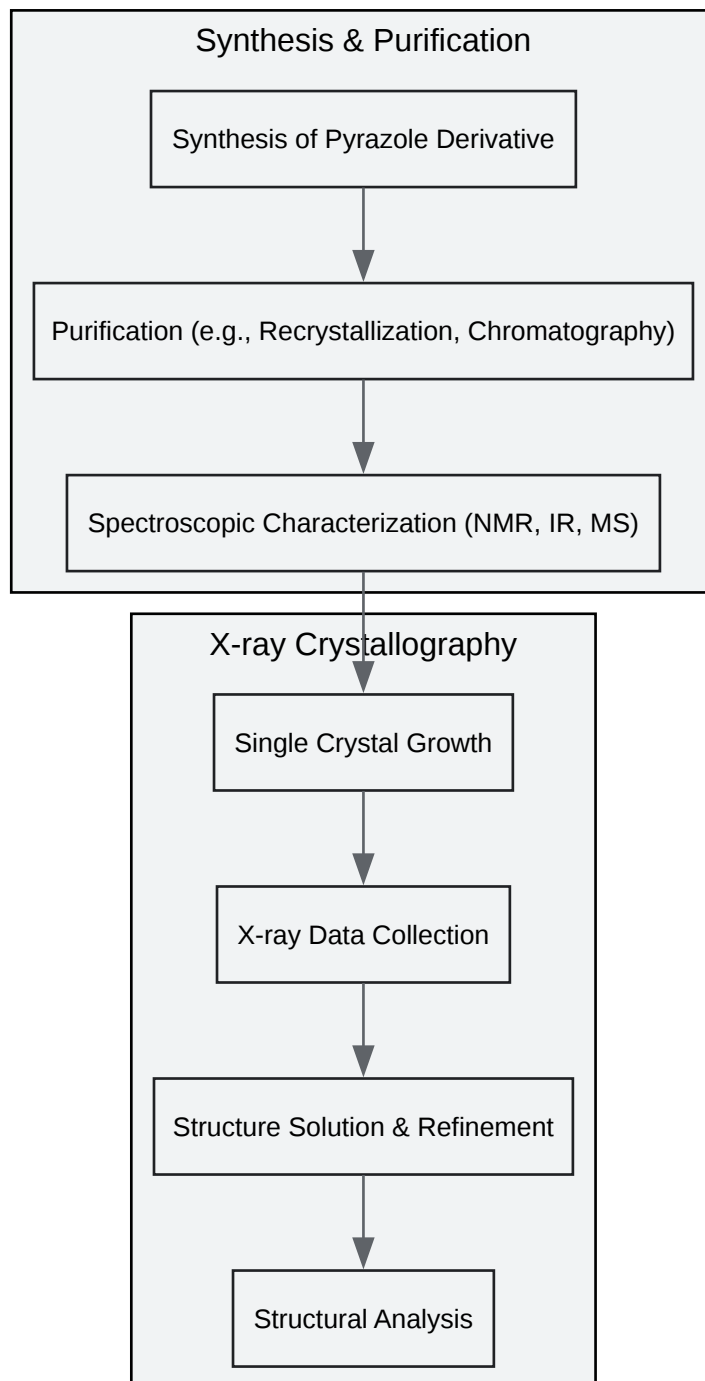 Synthesis & Purification
Synthesis of Pyrazole Derivative
Purification (e.g., Recrystallization, Chromatography)
Spectroscopic Characterization (NMR, IR, MS)
X-ray Crystallography
Single Crystal Growth
X-ray Data Collection
Structure Solution & Refinement
Structural Analysis